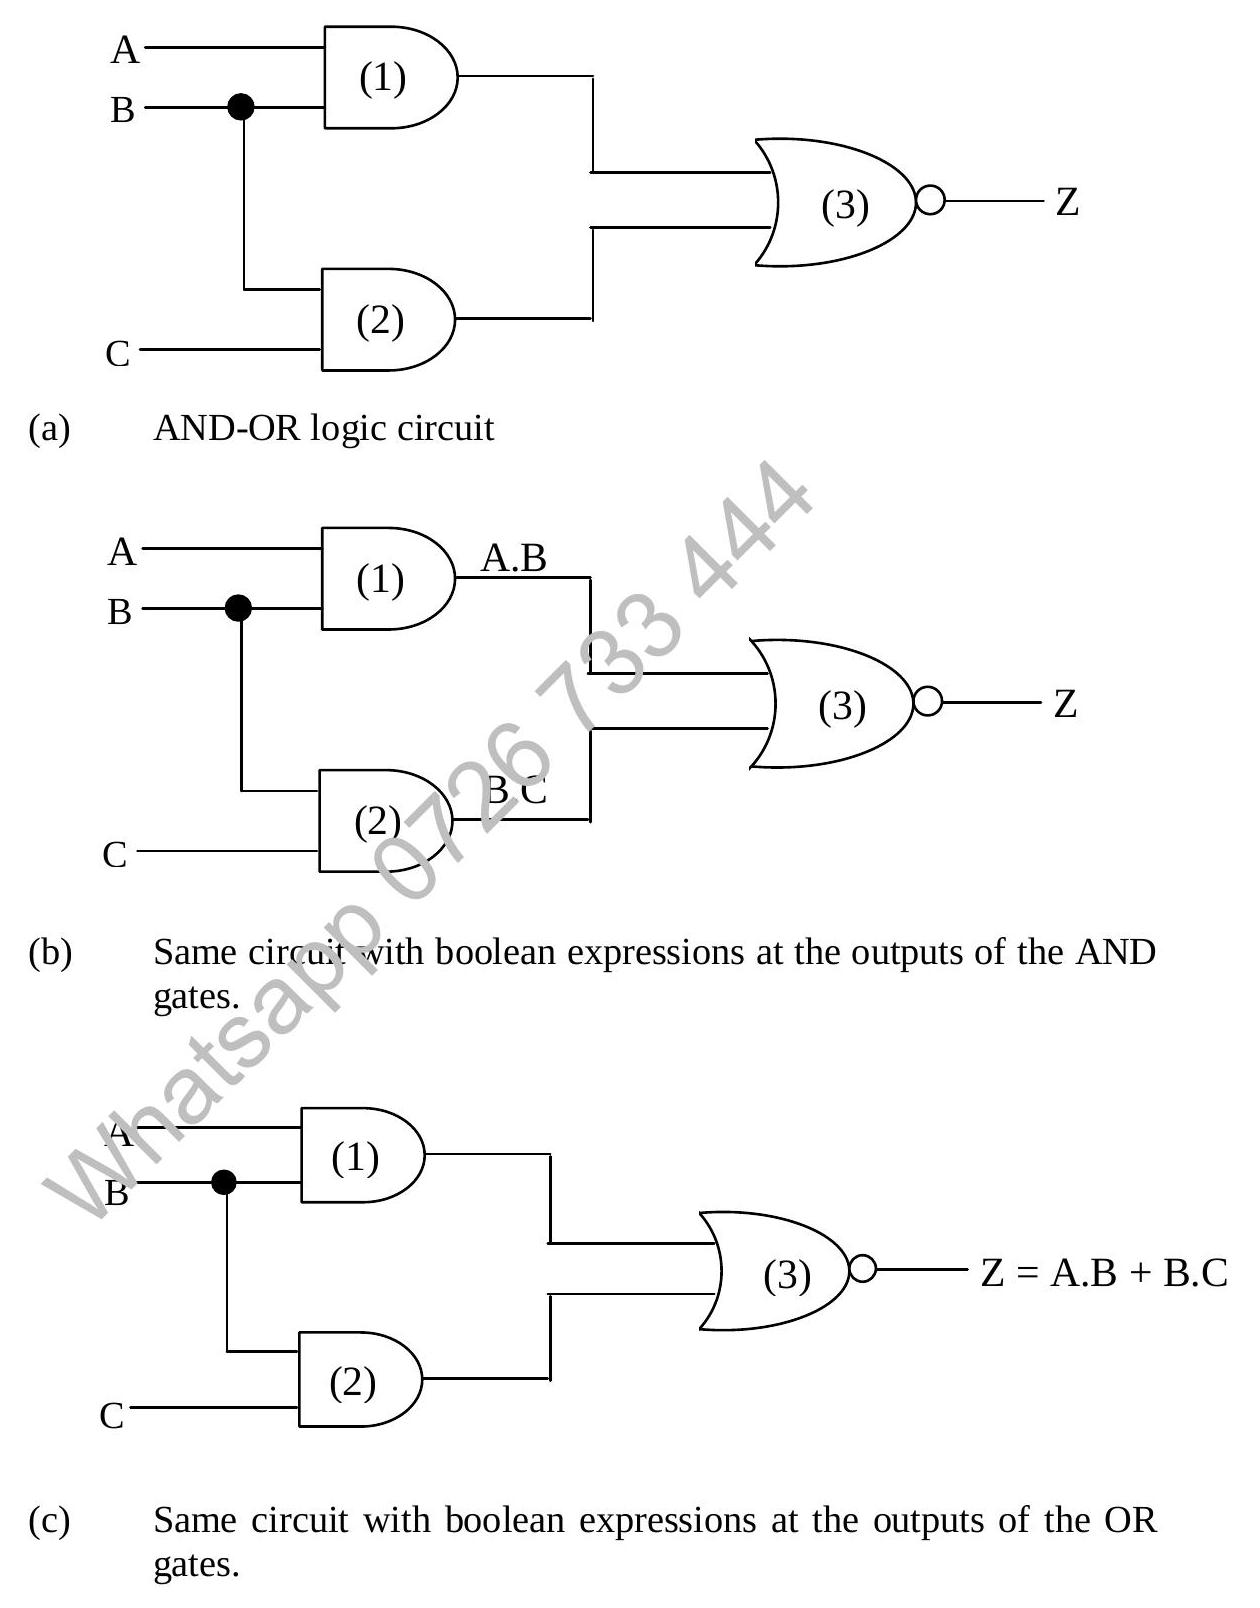 A
(1)
B
(3)
Z
(2)
C
(a) AND-OR logic circuit
A
(1)
A.B
B
(3)
Z
(2)
B C
C
(b) Same circuit with boolean expressions at the outputs of the AND
gates.
Whatsapp 0726 733 444
A
(1)
B
(3)
Z = A.B + B.C
(2)
C
(c) Same circuit with boolean expressions at the outputs of the OR
gates.